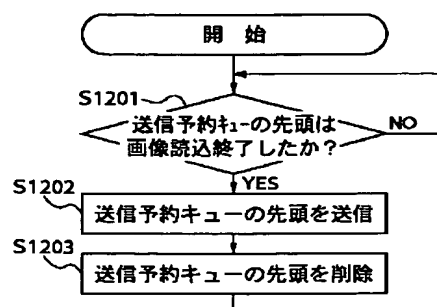 開 始
S1201
送信予約ｷｭｰの先頭は
画像読込終了したか？
NO
YES
S1202
送信予約キューの先頭を送信
S1203
送信予約キューの先頭を削除